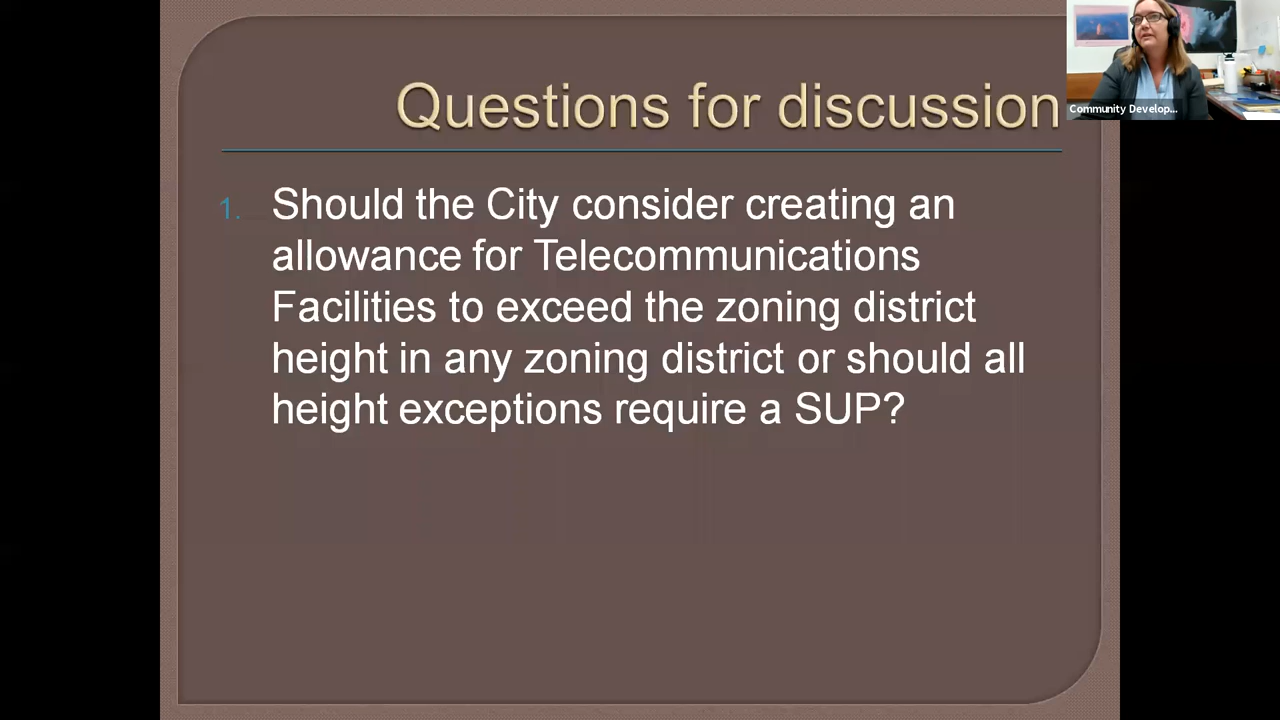 Questions for discussion
Community Develop...
1. Should the City consider creating an
allowance for Telecommunications
Facilities to exceed the zoning district
height in any zoning district or should all
height exceptions require a SUP?